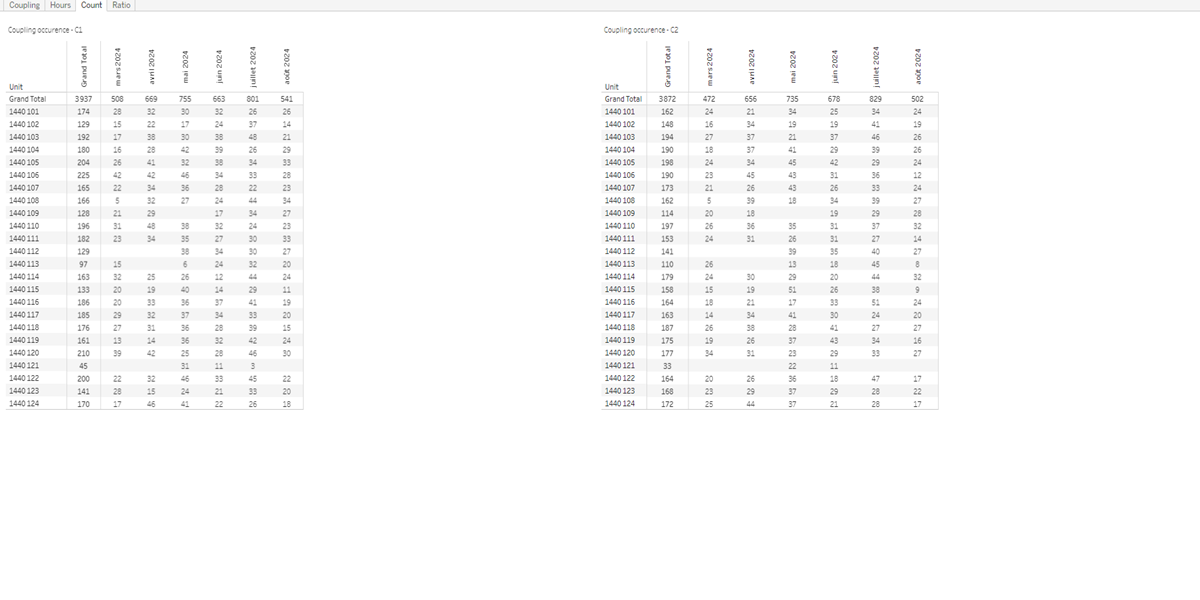 Coupling Hours Count Ratio
Coupling occurence - C1
Unit Grand Total mars 2024 avril 2024 mai 2024 juin 2024 juillet 2024 août 2024
Grand Total 3937 508 669 755 663 801 541
1440 101 174 28 32 30 32 26 26
1440 102 129 15 22 17 24 37 14
1440 103 192 17 38 30 38 48 21
1440 104 180 16 28 42 39 26 29
1440 105 204 26 41 32 38 34 33
1440 106 225 42 42 46 34 33 28
1440 107 165 22 34 36 28 22 23
1440 108 166 5 32 27 24 44 34
1440 109 128 21 29 17 34 27
1440 110 196 31 48 38 32 24 23
1440 111 182 23 34 35 27 30 33
1440 112 129 38 34 30 27
1440 113 97 15 6 24 32 20
1440 114 163 32 25 26 12 44 24
1440 115 133 20 19 40 14 29 11
1440 116 186 20 33 36 37 41 19
1440 117 185 29 32 37 34 33 20
1440 118 176 27 31 36 28 39 15
1440 119 161 13 14 36 32 42 24
1440 120 210 39 42 25 28 46 30
1440 121 45 31 11 3
1440 122 200 22 32 46 33 45 22
1440 123 141 28 15 24 21 33 20
1440 124 170 17 46 41 22 26 18
Coupling occurence - C2
Unit Grand Total mars 2024 avril 2024 mai 2024 juin 2024 juillet 2024 août 2024
Grand Total 3872 472 656 735 678 829 502
1440 101 162 24 21 34 25 34 24
1440 102 148 16 34 19 19 41 19
1440 103 194 27 37 21 37 46 26
1440 104 190 18 37 41 29 39 26
1440 105 198 24 34 45 42 29 24
1440 106 190 23 45 43 31 36 12
1440 107 173 21 26 43 26 33 24
1440 108 162 5 39 18 34 39 27
1440 109 114 20 18 19 29 28
1440 110 197 26 36 35 31 37 32
1440 111 153 24 31 26 31 27 14
1440 112 141 39 35 40 27
1440 113 110 26 13 18 45 8
1440 114 179 24 30 29 20 44 32
1440 115 158 15 19 51 26 38 9
1440 116 164 18 21 17 33 51 24
1440 117 163 14 34 41 30 24 20
1440 118 187 26 38 28 41 27 27
1440 119 175 19 26 37 43 34 16
1440 120 177 34 31 23 29 33 27
1440 121 33 22 11
1440 122 164 20 26 36 18 47 17
1440 123 168 23 29 37 29 28 22
1440 124 172 25 44 37 21 28 17